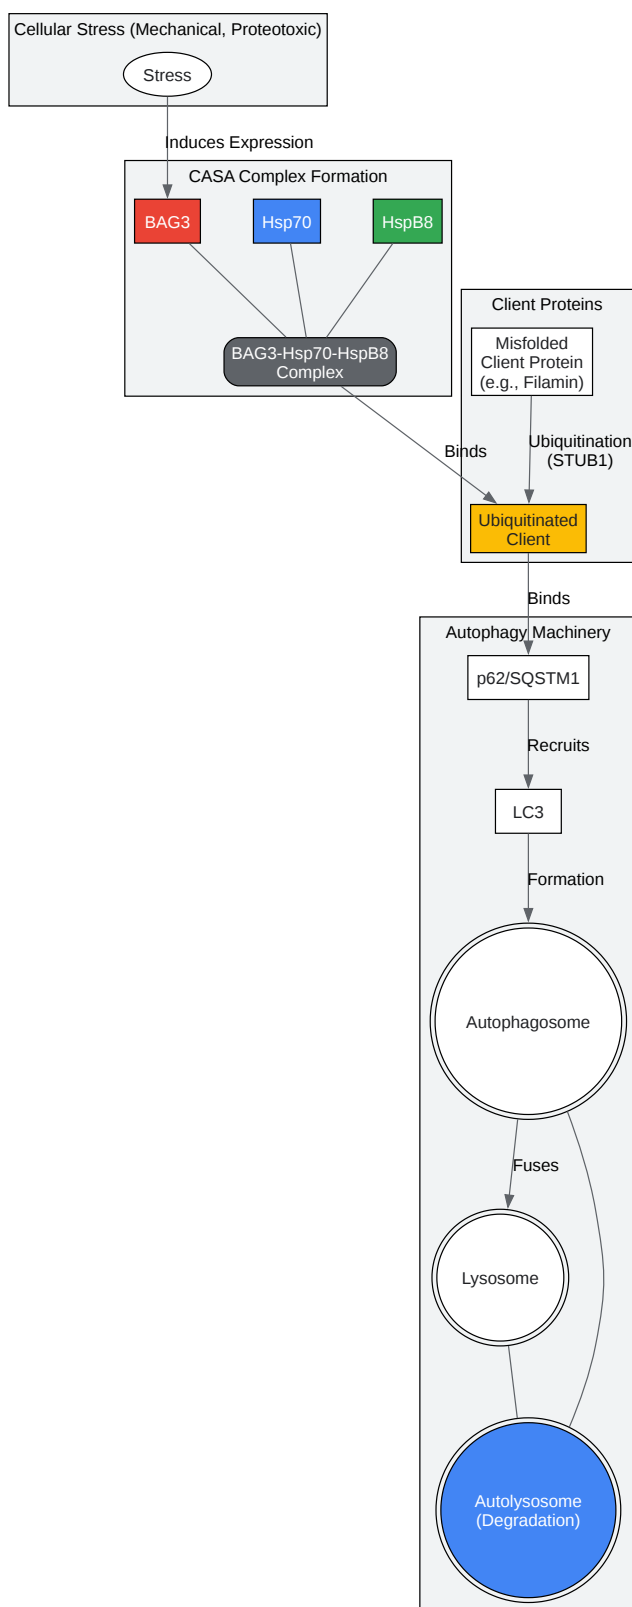 Cellular Stress (Mechanical, Proteotoxic)
Stress
Induces Expression
CASA Complex Formation
BAG3
Hsp70
HspB8
BAG3-Hsp70-HspB8
Complex
Client Proteins
Misfolded
Client Protein
(e.g., Filamin)
Binds
Ubiquitination
(STUB1)
Ubiquitinated
Client
Binds
Autophagy Machinery
p62/SQSTM1
Recruits
LC3
Formation
Autophagosome
Fuses
Lysosome
Autolysosome
(Degradation)